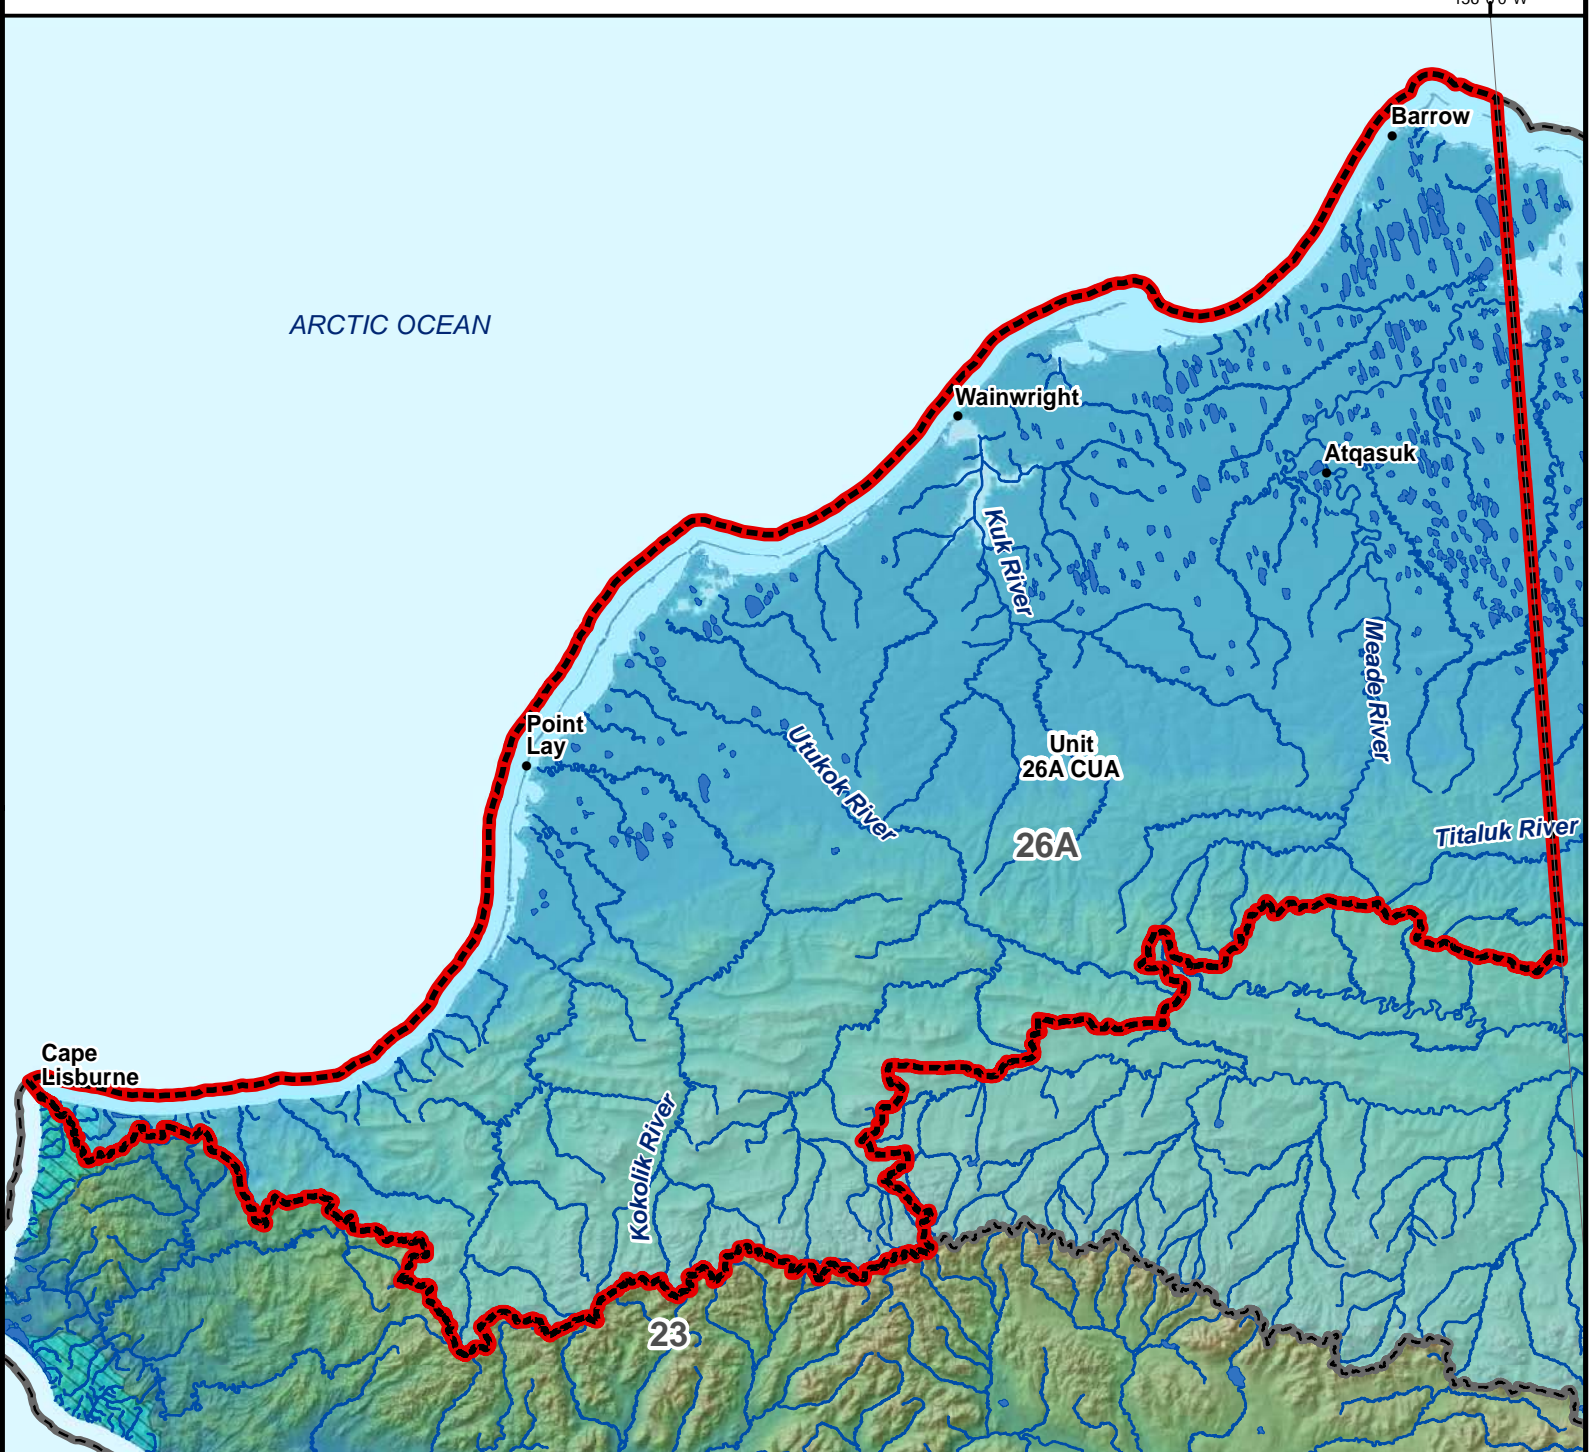 Barrow
ARCTIC OCEAN
Wainwright
Atqasuk
Kuk River
Meade River
Point
Lay
Utukok River
Unit
26A CUA
26A
Titaluk River
Cape
Lisburne
Kokolik River
23